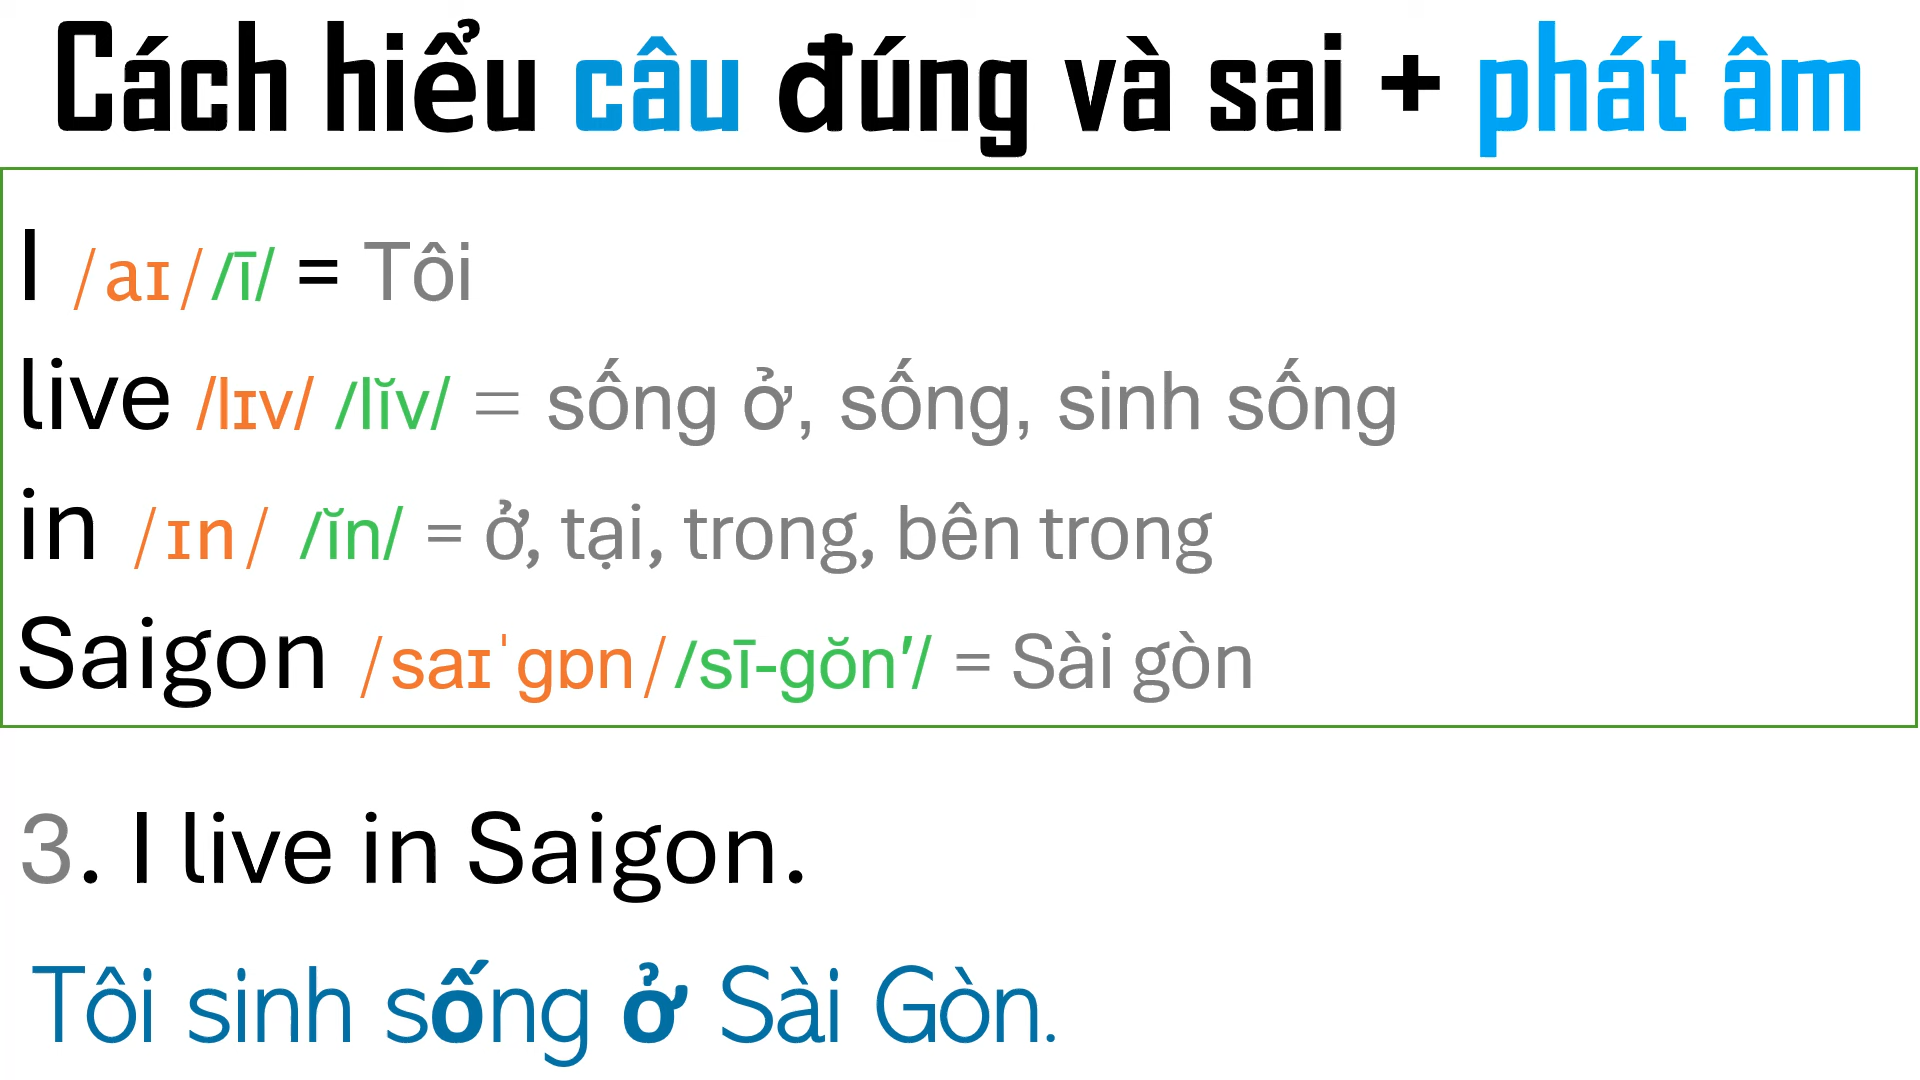 Cách hiểu câu đúng và sai + phát âm
I /aɪ//ī/ = Tôi
live /lɪv/ /lĭv/ = sống ở, sống, sinh sống
in /ɪn/ /ĭn/ = ở, tại, trong, bên trong
Saigon /saɪˈɡɒn//sī-gŏn′/ = Sài gòn
3. I live in Saigon.
Tôi sinh sống ở Sài Gòn.